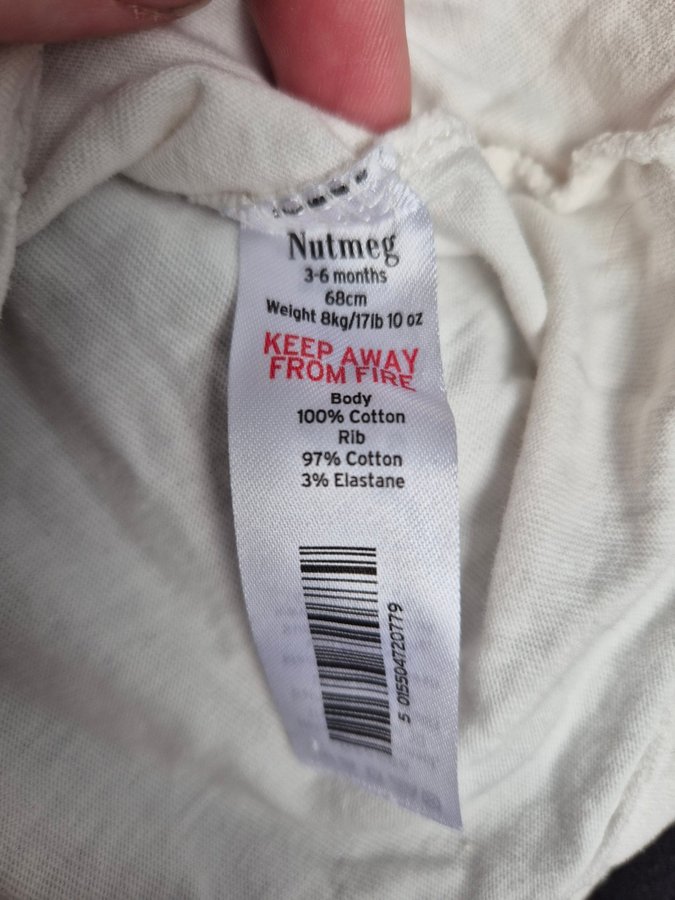 Nutmeg
3-6 months
68cm
Weight 8kg/17lb 10 oz
KEEP AWAY
FROM FIRE
Body
100% Cotton
Rib
97% Cotton
3% Elastane
5 015504720779